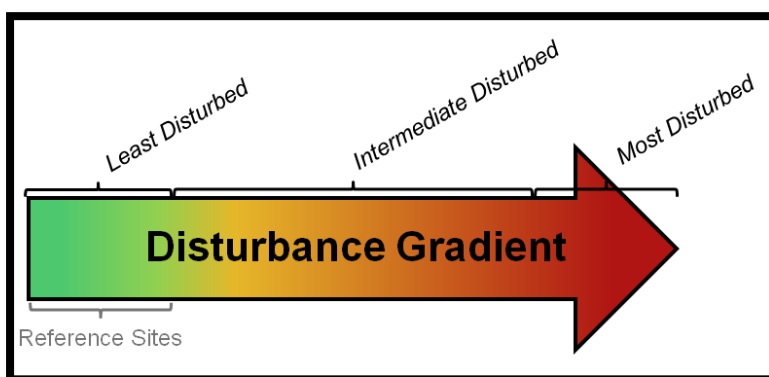 Least Disturbed
Intermediate Disturbed
Most Disturbed
Disturbance Gradient
Reference Sites